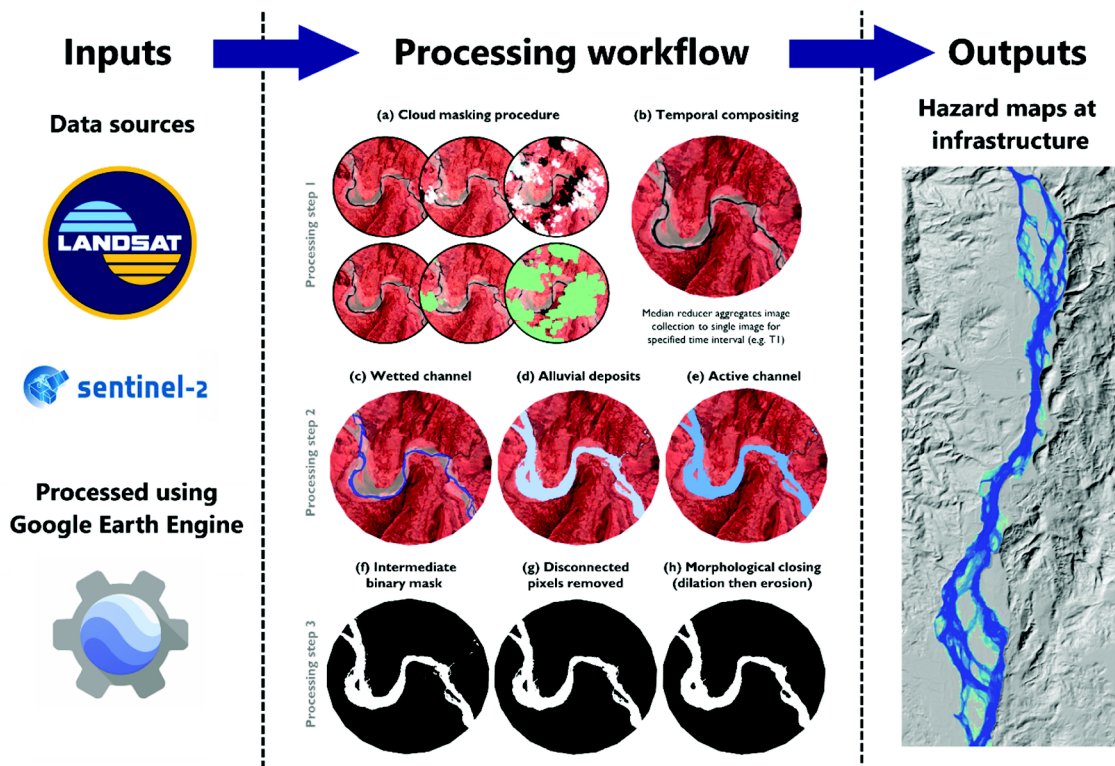 Inputs
Processing workflow
Outputs
Data sources
LANDSAT
sentinel-2
Processed using
Google Earth Engine
Processing step 1
(a) Cloud masking procedure
(b) Temporal compositing
Median reducer aggregates image
collection to single image for
specified time interval (e.g. T1)
Processing step 2
(c) Wetted channel
(d) Alluvial deposits
(e) Active channel
Processing step 3
(f) Intermediate
binary mask
(g) Disconnected
pixels removed
(h) Morphological closing
(dilation then erosion)
Hazard maps at
infrastructure